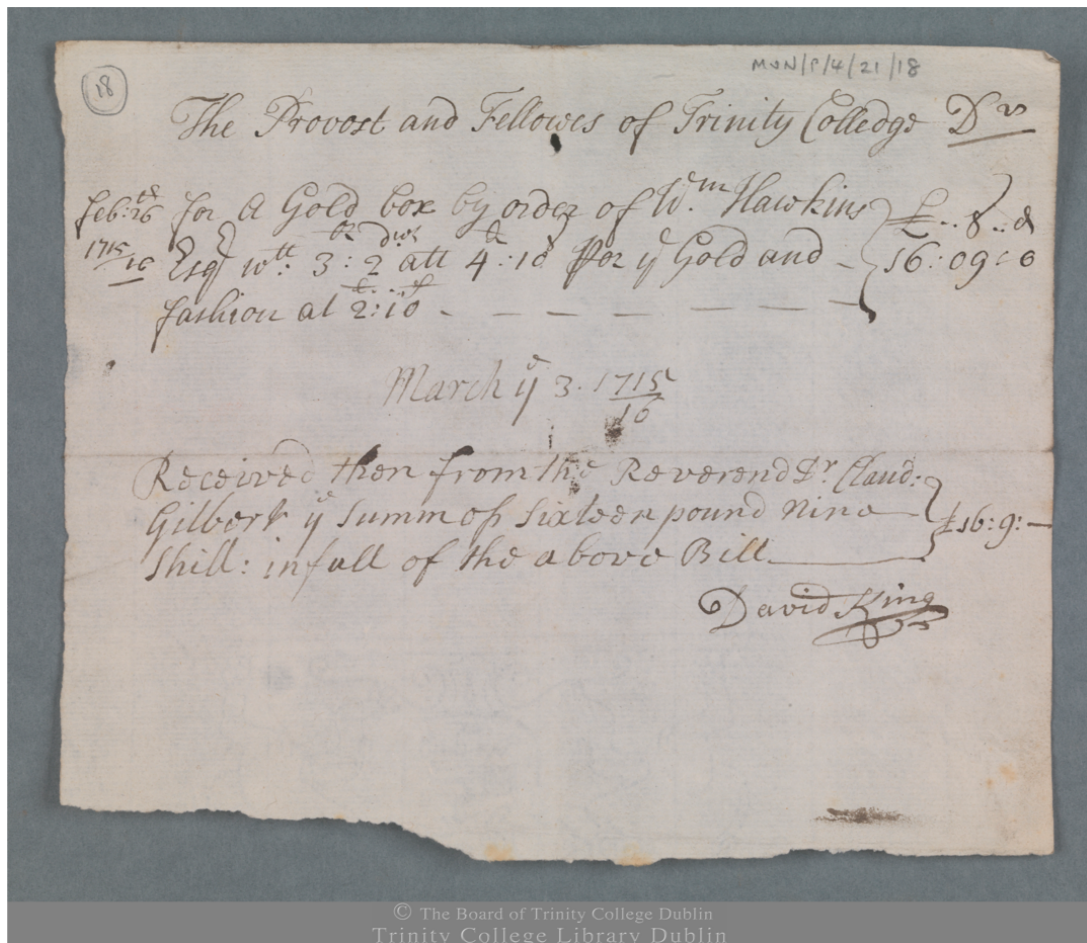 18
MUN/P/4/21/18
The Provost and Fellowes of Trinity Colledge Dr
feb: 26 for A Gold box by order of Wm. Hawkins £ .. s .. d
1715/16 Esqr wtt: 3 : 2 att 4 : 10 ye Gold and - 16 : 09 : 0
oz dwt
fashion at 2 : 10 - - - - - -
March ye 3. 1715/16
Received then from the Reverend Dr. Claud:
Gilbert ye Summ of Sixteen pound Nine £16 : 9 : —
Shill: in full of the above Bill
David King
© The Board of Trinity College Dublin
Trinity College Library Dublin